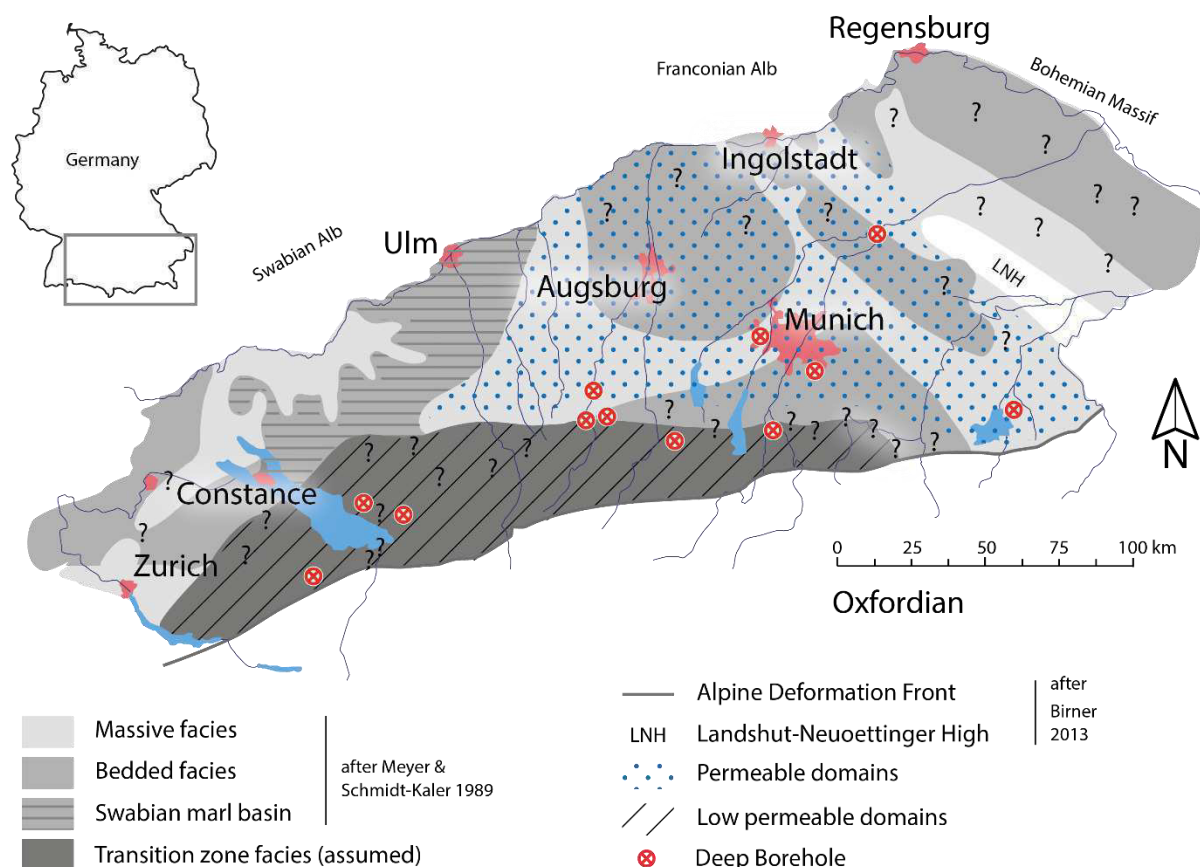 Regensburg
Franconian Alb
Bohemian Massif
Germany
Ingolstadt
Swabian Alb
Ulm
Augsburg
LNH
Munich
Constance
Zurich
N
0 25 50 75 100 km
Oxfordian
? ? ? ? ? ? ? ? ? ? ? ? ? ? ? ? ? ? ? ? ? ? ? ? ? ? ? ? ? ? ? ? ? ?
Massive facies
Bedded facies
Swabian marl basin
Transition zone facies (assumed)
after Meyer &
Schmidt-Kaler 1989
Alpine Deformation Front
LNH Landshut-Neuoettinger High
Permeable domains
Low permeable domains
Deep Borehole
after
Birner
2013